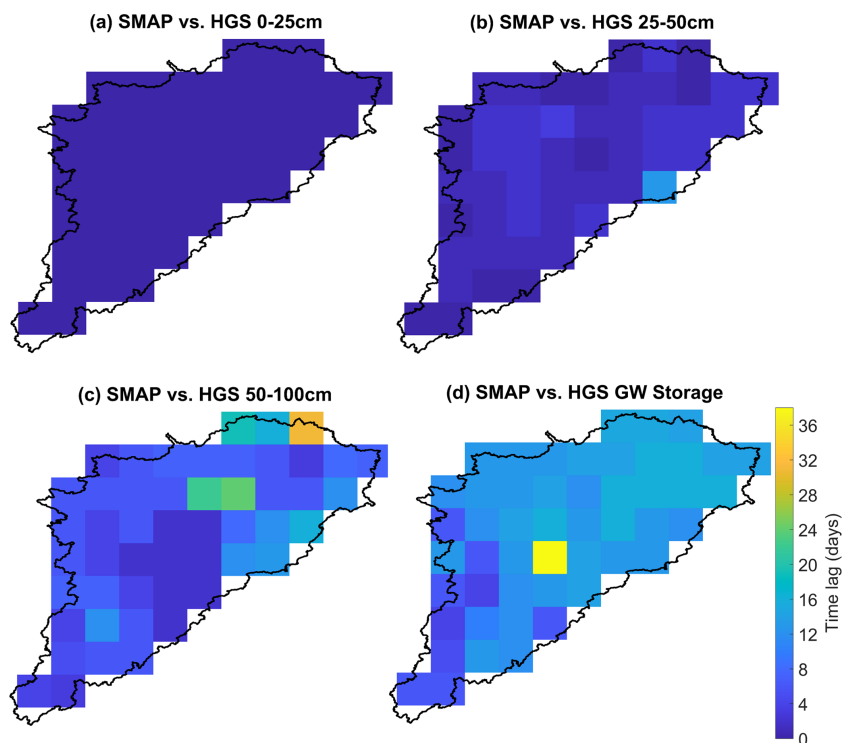 (a) SMAP vs. HGS 0-25cm
(b) SMAP vs. HGS 25-50cm
(c) SMAP vs. HGS 50-100cm
(d) SMAP vs. HGS GW Storage
36
32
28
24
20
16
12
8
4
0
Time lag (days)